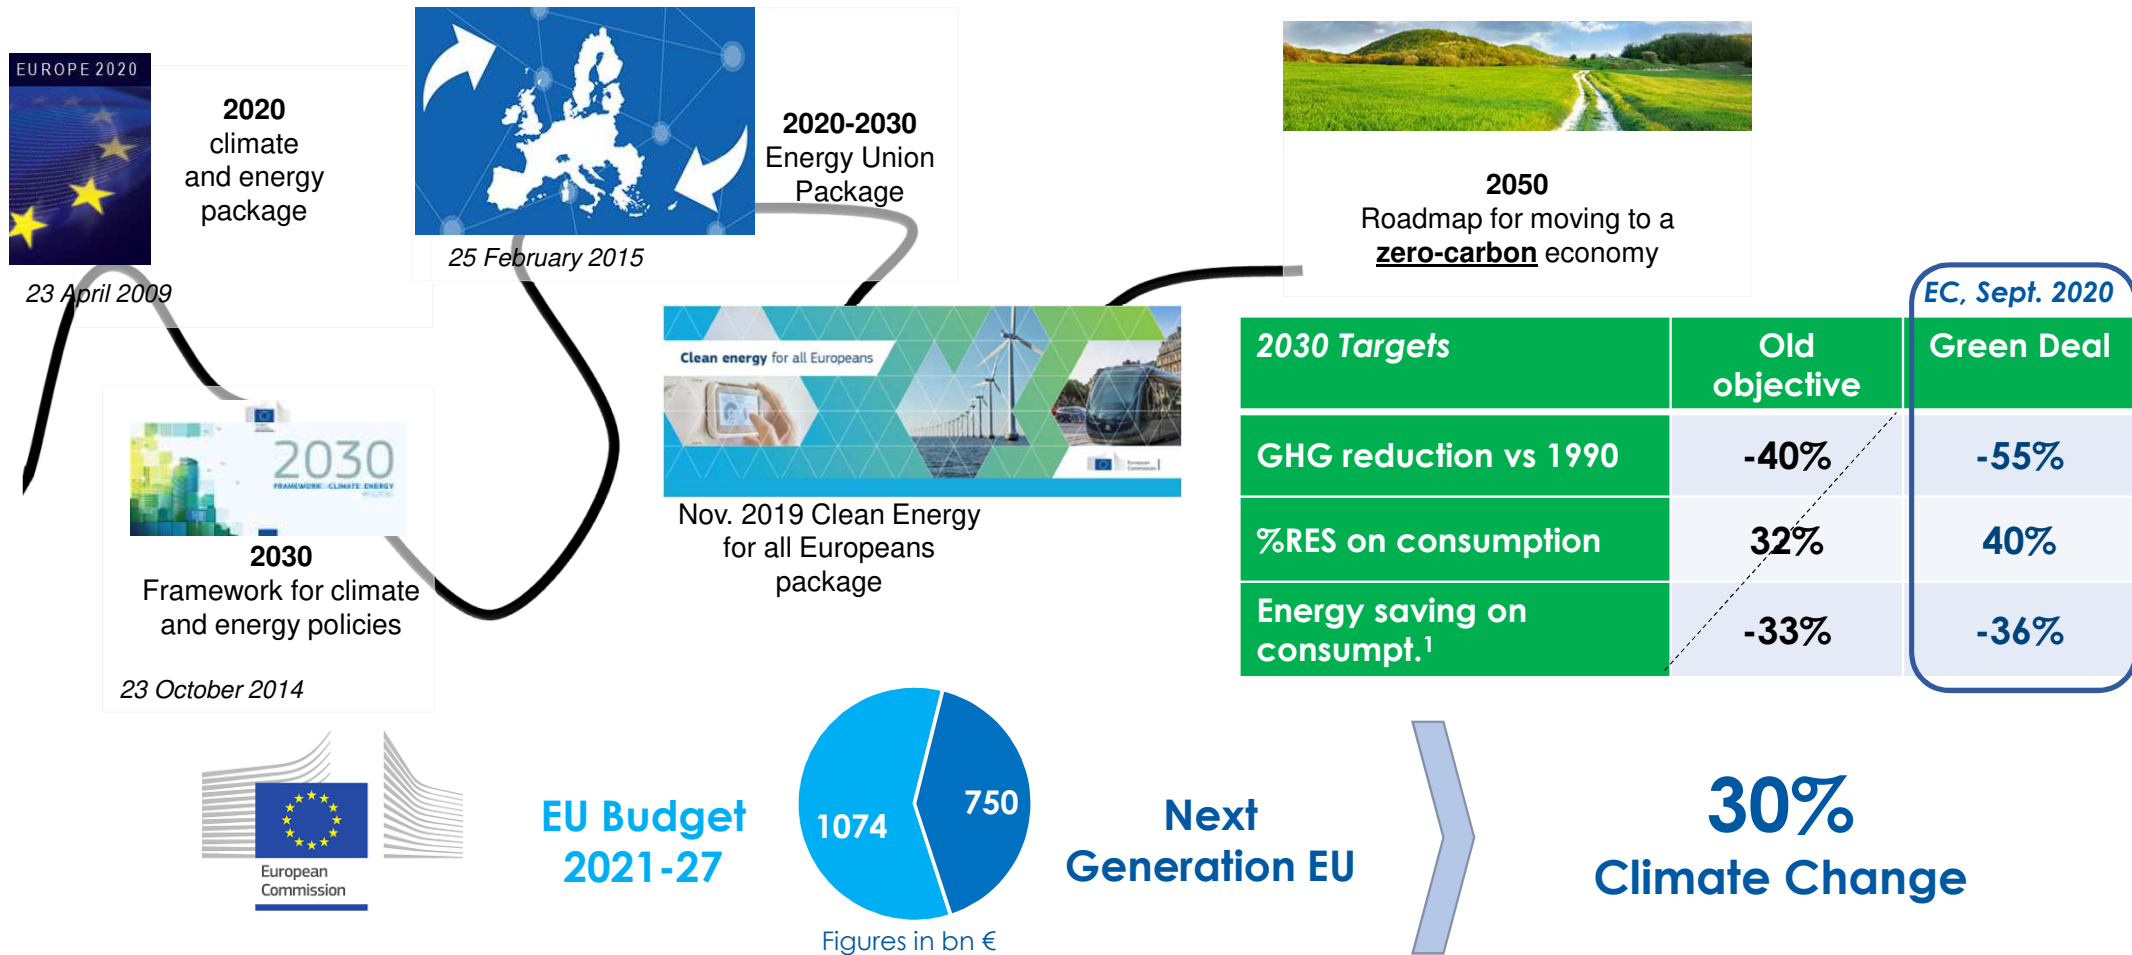 EUROPE 2020
2020
climate
and energy
package
23 April 2009
2030
FRAMEWORK CLIMATE ENERGY
2030
Framework for climate
and energy policies
23 October 2014
25 February 2015
2020-2030
Energy Union
Package
Clean energy for all Europeans
European
Commission
Nov. 2019 Clean Energy
for all Europeans
package
2050
Roadmap for moving to a
zero-carbon economy
EC, Sept. 2020
2030 Targets Old objective Green Deal
GHG reduction vs 1990 -40% -55%
%RES on consumption 32% 40%
Energy saving on
consumpt.¹ -33% -36%
European
Commission
EU Budget
2021-27
1074
750
Figures in bn €
Next
Generation EU
30%
Climate Change